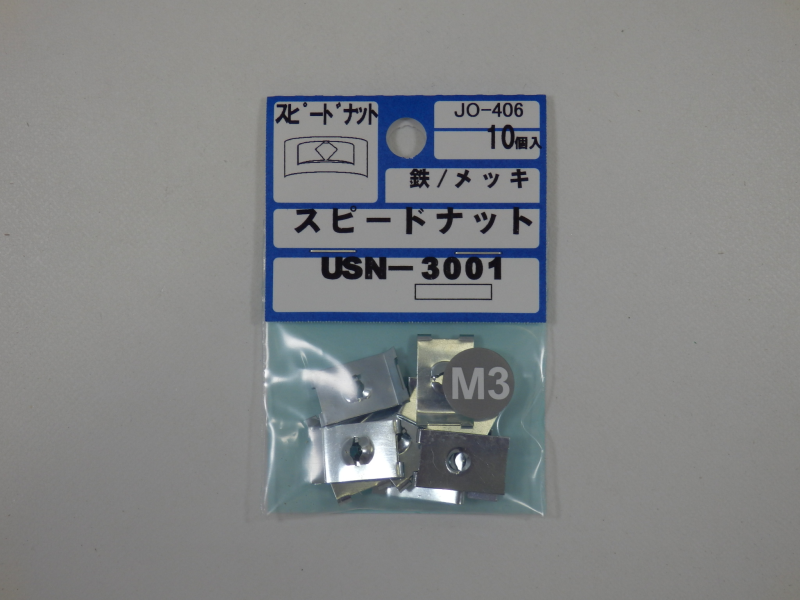 スピードナット
JO-406
10個入
鉄/メッキ
スピードナット
USN-3001
M3